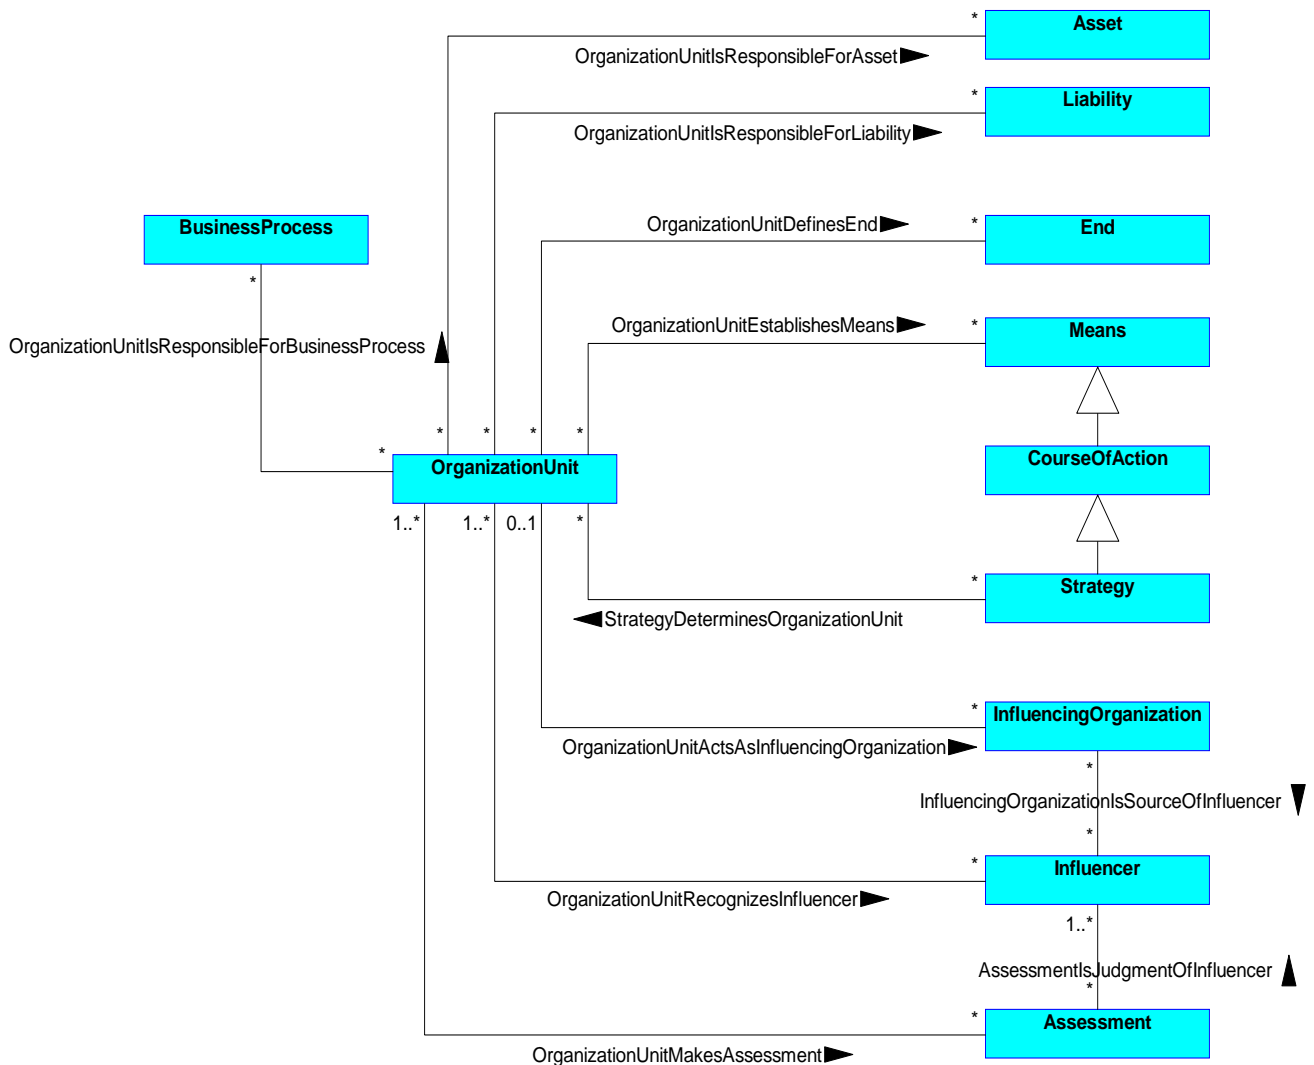 *
Asset
OrganizationUnitIsResponsibleForAsset
*
Liability
OrganizationUnitIsResponsibleForLiability
BusinessProcess
*
OrganizationUnitDefinesEnd
*
End
OrganizationUnitEstablishesMeans
*
Means
OrganizationUnitIsResponsibleForBusinessProcess
* * * * *
OrganizationUnit
CourseOfAction
1..* 1..* 0..1 *
*
Strategy
StrategyDeterminesOrganizationUnit
*
InfluencingOrganization
OrganizationUnitActsAsInfluencingOrganization
*
InfluencingOrganizationIsSourceOfInfluencer
*
*
Influencer
OrganizationUnitRecognizesInfluencer
1..*
AssessmentIsJudgmentOfInfluencer
*
*
Assessment
OrganizationUnitMakesAssessment